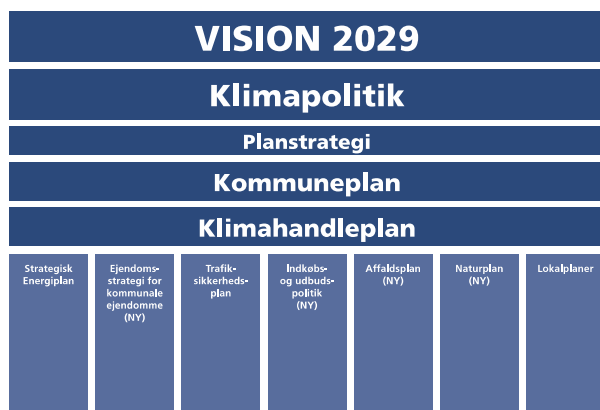 VISION 2029
Klimapolitik
Planstrategi
Kommuneplan
Klimahandleplan
Strategisk
Energiplan
Ejendoms-
strategi for
kommunale
ejendomme
(NY)
Trafik-
sikkerheds-
plan
Indkøbs-
og udbuds-
politik
(NY)
Affaldsplan
(NY)
Naturplan
(NY)
Lokalplaner